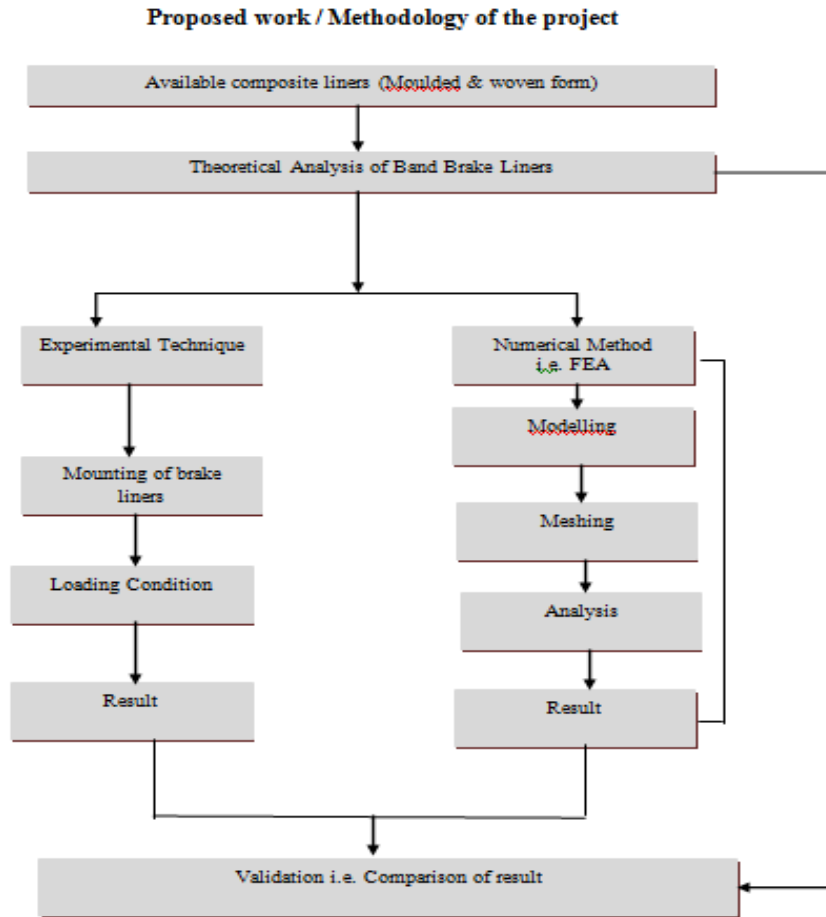 Proposed work / Methodology of the project
Available composite liners (Moulded & woven form)
Theoretical Analysis of Band Brake Liners
Experimental Technique
Mounting of brake
liners
Loading Condition
Result
Numerical Method
i.e. FEA
Modelling
Meshing
Analysis
Result
Validation i.e. Comparison of result